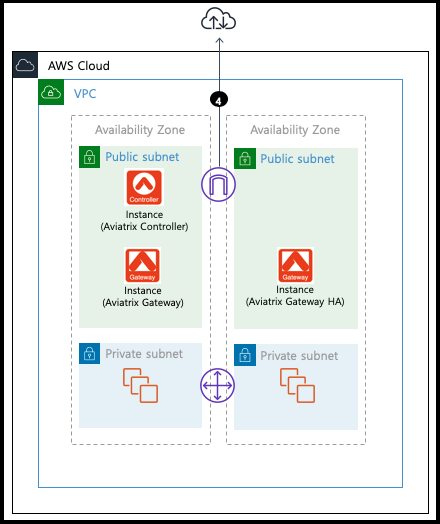 AWS Cloud
VPC
4
Availability Zone
Availability Zone
Public subnet
Public subnet
Controller
Instance
(Aviatrix Controller)
Gateway
Instance
(Aviatrix Gateway)
Gateway
Instance
(Aviatrix Gateway HA)
Private subnet
Private subnet